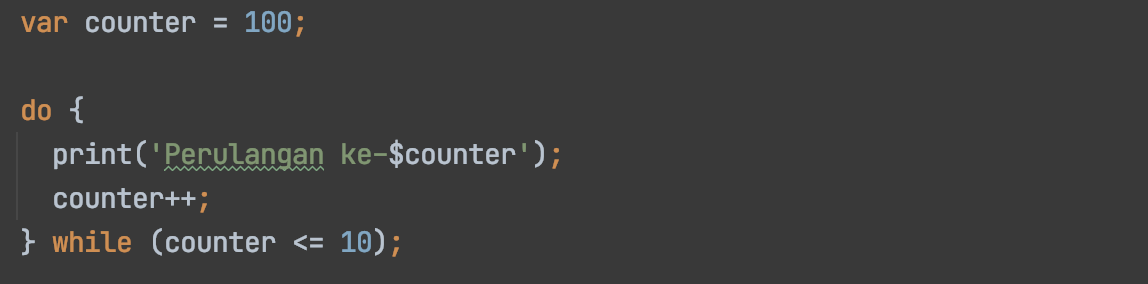 var counter = 100;
do {
print('Perulangan ke-$counter');
counter++;
} while (counter <= 10);